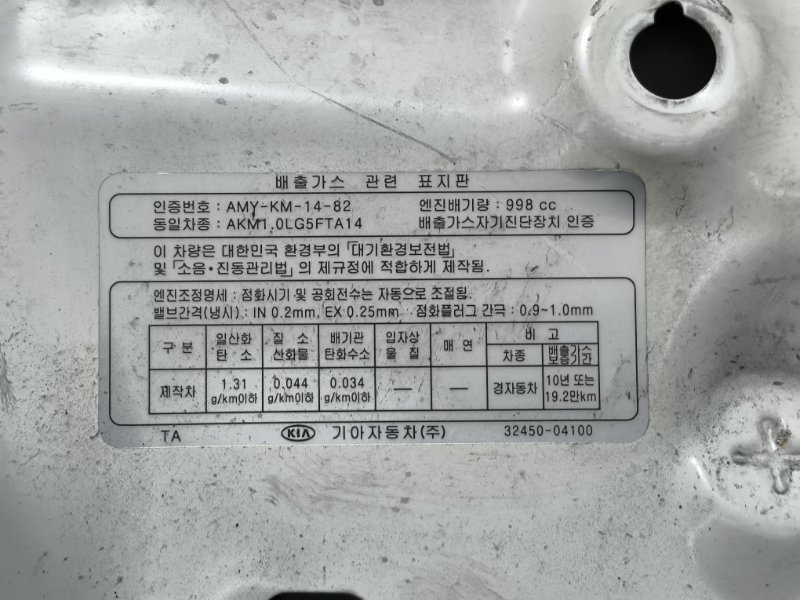 배출가스 관련 표지판
인증번호 : AMY-KM-14-82 엔진배기량 : 998 cc
동일차종 : AKM1.0LG5FTA14 배출가스자기진단장치 인증
이 차량은 대한민국 환경부의 「대기환경보전법」
및 「소음·진동관리법」의 제규정에 적합하게 제작됨.
엔진조정명세 : 점화시기 및 공회전수는 자동으로 조절됨.
밸브간격(냉시) : IN 0.2mm, EX 0.25mm 점화플러그 간극 : 0.9~1.0mm
구 분 일산화 탄 소 질 소 산화물 배기관 탄화수소 입자상 물 질 매 연 비 고
차종 배출가스 보증기간
제작차 1.31 g/km이하 0.044 g/km이하 0.034 g/km이하 — — 경자동차 10년 또는 19.2만km
TA KIA 기아자동차(주) 32450-04100